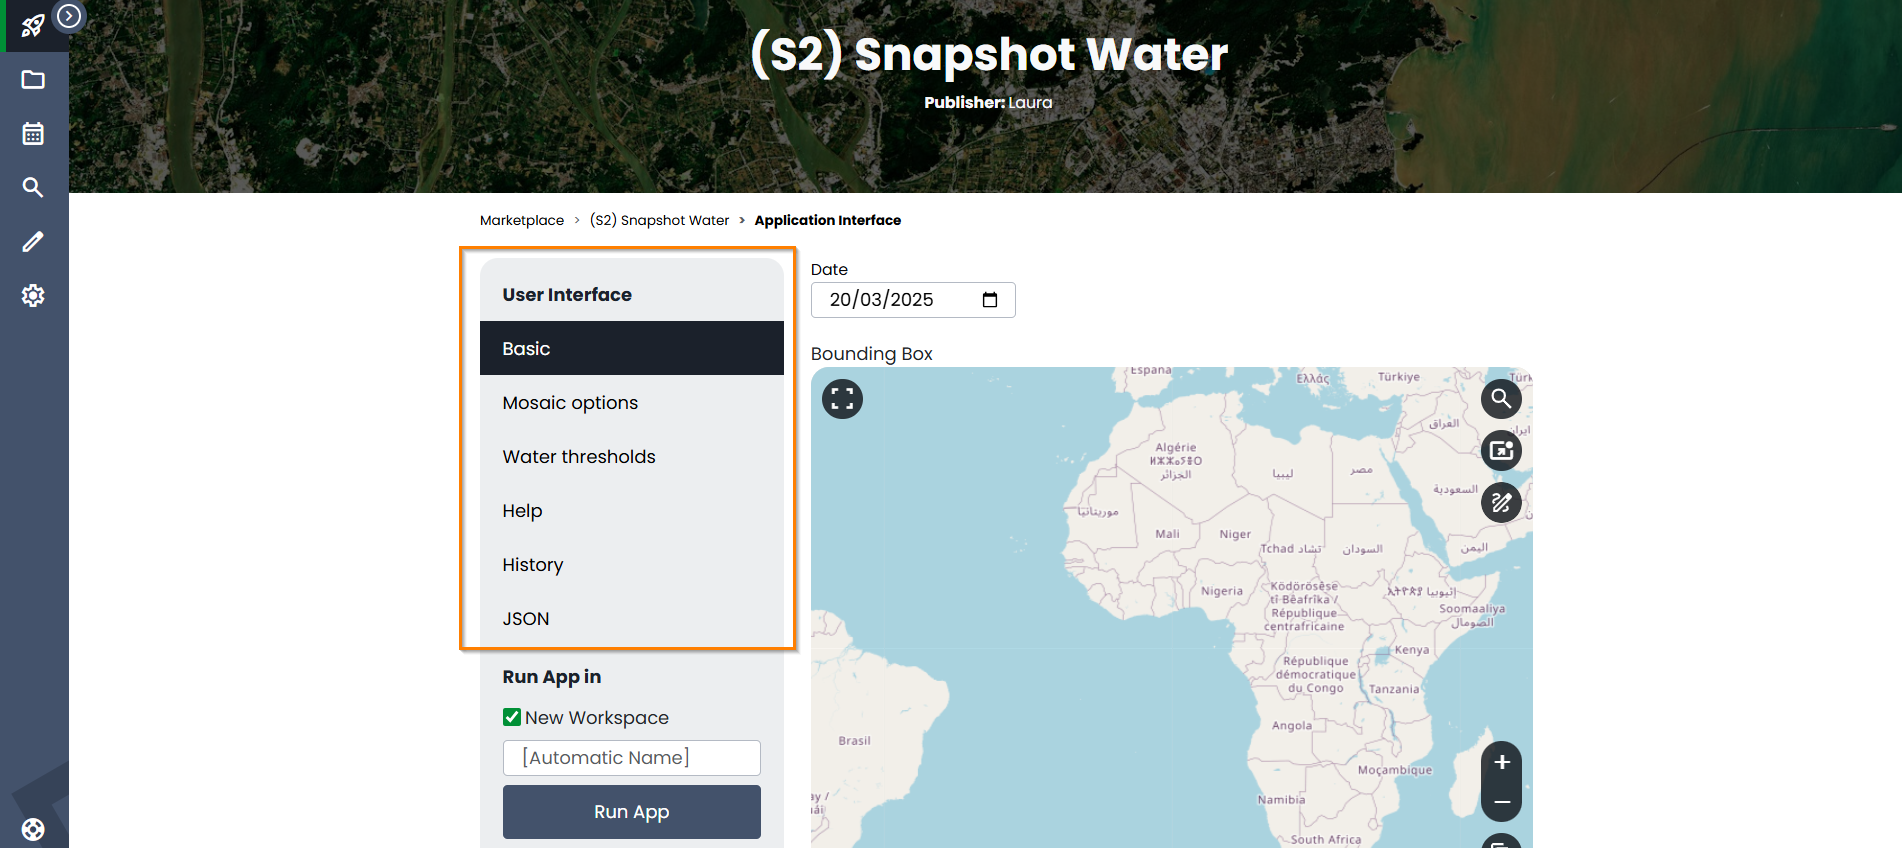 (S2) Snapshot Water
Publisher: Laura
Marketplace > (S2) Snapshot Water > Application Interface
User Interface
Basic
Mosaic options
Water thresholds
Help
History
JSON
Run App in
New Workspace
[Automatic Name]
Run App
Date
20/03/2025
Bounding Box
España
Ελλάς
Türkiye
العراق
ایران
Algérie
الجزائر
ليبيا
مصر
السعودية
موريتانيا
Mali
Niger
Tchad تشاد
السودان
اليمن
Nigeria
Ködörösêse
tî Bêafrîka /
République
centrafricaine
ኢትዮጵያ إثيوبيا
Soomaaliya
الصومال
Kenya
République
démocratique
du Congo
Tanzania
Angola
Brasil
Moçambique
Namibia
South Africa
+
−